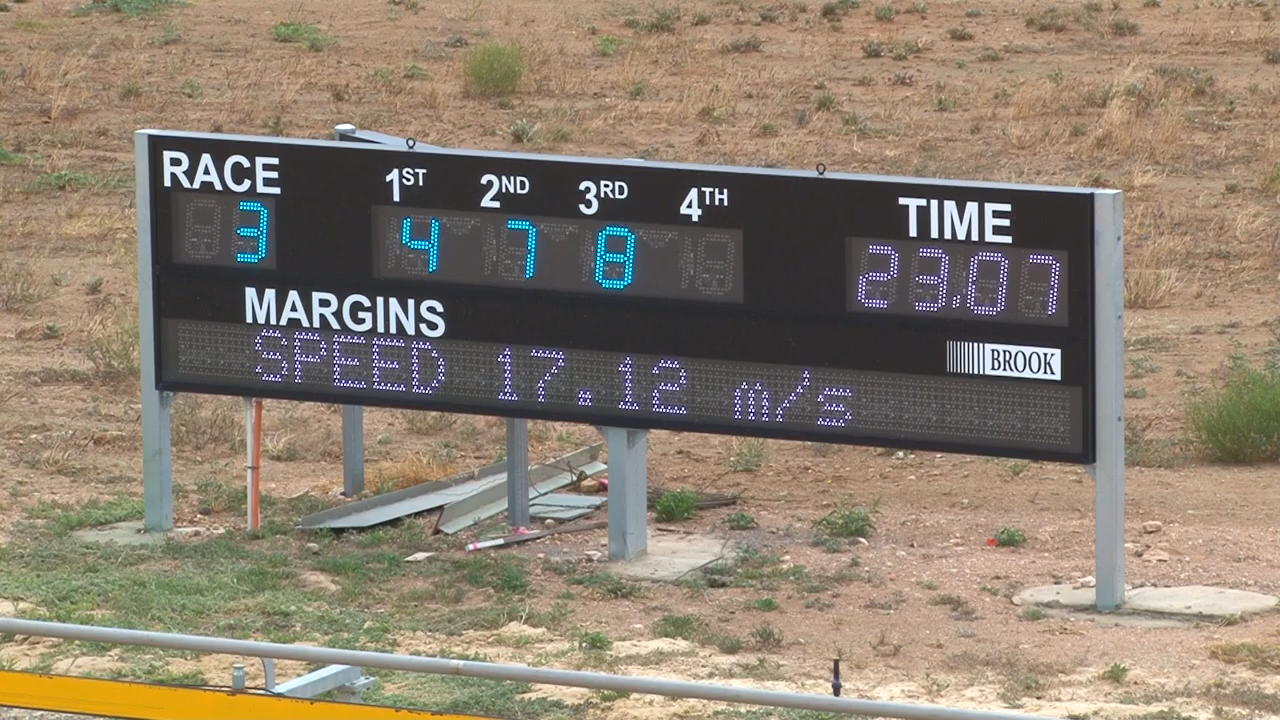 RACE 1ST 2ND 3RD 4TH TIME
3 4 7 8 23.07
MARGINS
BROOK
SPEED 17.12 m/s